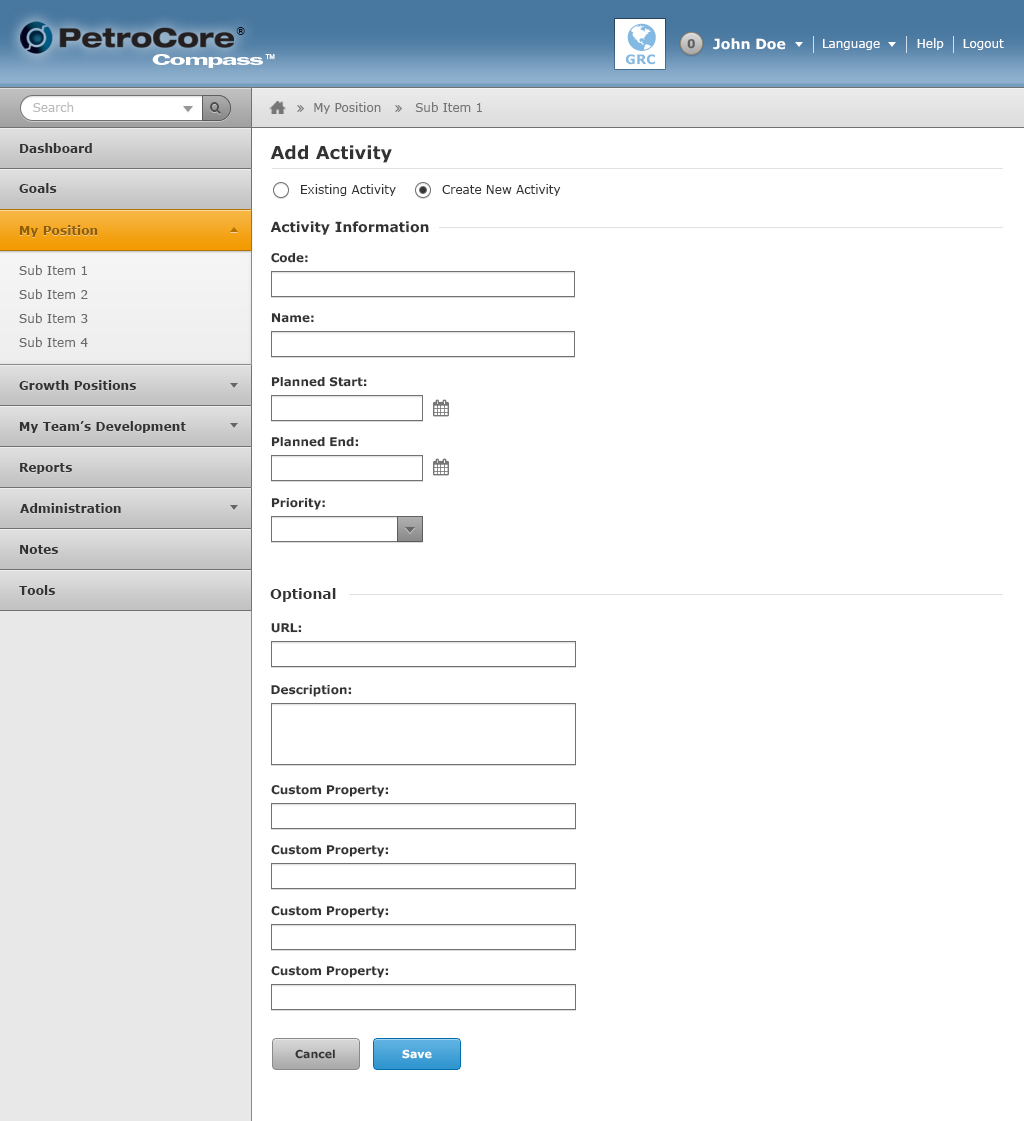 PetroCore®
Compass™
GRC
0 John Doe Language Help Logout
Search
» My Position » Sub Item 1
Dashboard
Goals
My Position
Sub Item 1
Sub Item 2
Sub Item 3
Sub Item 4
Growth Positions
My Team’s Development
Reports
Administration
Notes
Tools
Add Activity
Existing Activity Create New Activity
Activity Information
Code:
Name:
Planned Start:
Planned End:
Priority:
Optional
URL:
Description:
Custom Property:
Custom Property:
Custom Property:
Custom Property:
Cancel Save